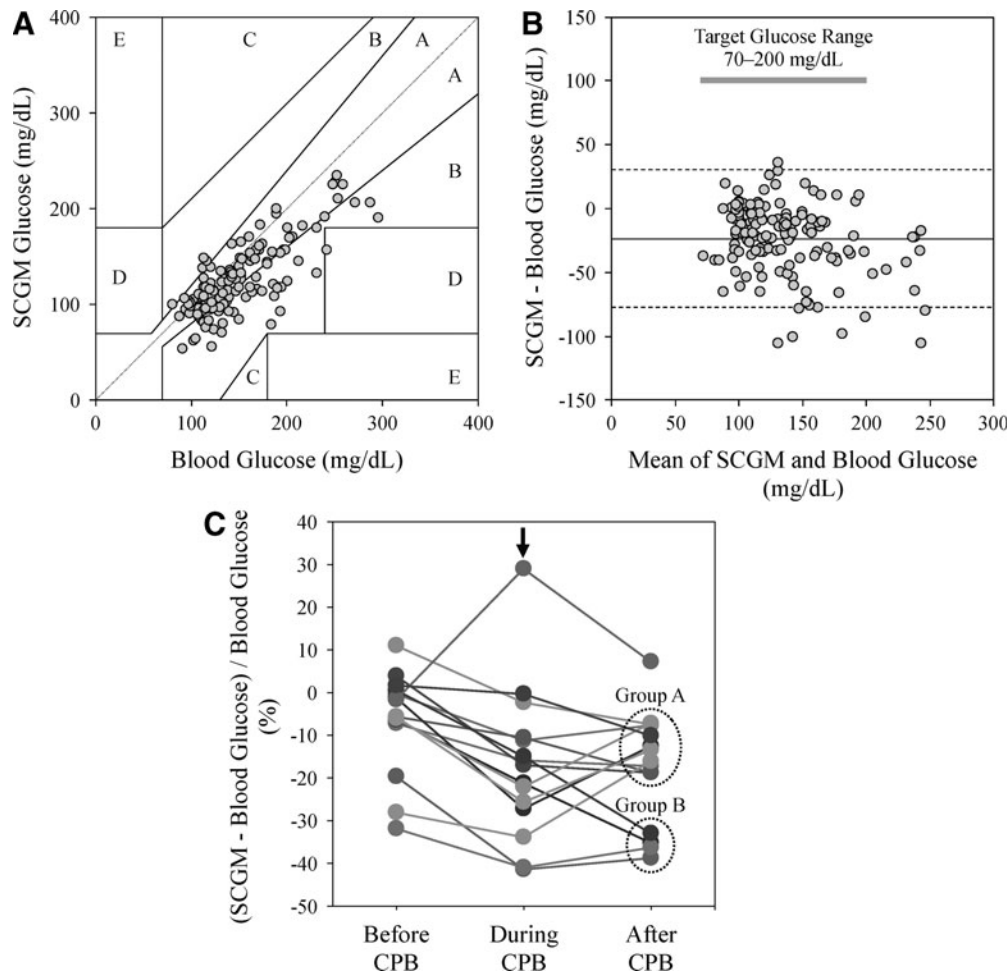 A
E
C
B
A
A
B
D
D
C
E
400
300
200
100
0
SCGM Glucose (mg/dL)
0
100
200
300
400
Blood Glucose (mg/dL)
B
Target Glucose Range
70–200 mg/dL
150
100
50
0
-50
-100
-150
SCGM - Blood Glucose (mg/dL)
0
50
100
150
200
250
300
Mean of SCGM and Blood Glucose
(mg/dL)
C
40
30
20
10
0
-10
-20
-30
-40
-50
(SCGM - Blood Glucose) / Blood Glucose
(%)
Group A
Group B
Before
CPB
During
CPB
After
CPB